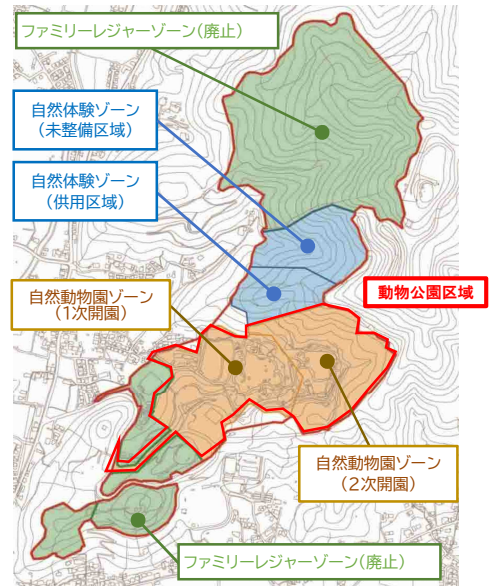 ファミリーレジャーゾーン(廃止)
自然体験ゾーン
(未整備区域)
自然体験ゾーン
(供用区域)
動物公園区域
自然動物園ゾーン
(1次開園)
自然動物園ゾーン
(2次開園)
ファミリーレジャーゾーン(廃止)